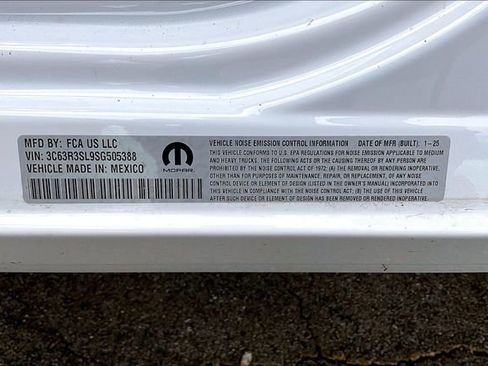 MFD BY: FCA US LLC
VIN: 3C63R3SL9SG505388
VEHICLE MADE IN: MEXICO
MOPAR
VEHICLE NOISE EMISSION CONTROL INFORMATION DATE OF MFR (BUILT): 1-25
THIS VEHICLE CONFORMS TO U.S. EPA REGULATIONS FOR NOISE EMISSION APPLICABLE TO MEDIUM
AND HEAVY TRUCKS. THE FOLLOWING ACTS OR CAUSING THEREOF BY ANY PERSON ARE
PROHIBITED BY THE NOISE CONTROL ACT OF 1972: (A) THE REMOVAL OR RENDERING INOPERATIVE,
OTHER THAN FOR PURPOSES OF MAINTENANCE, REPAIR, OR REPLACEMENT, OF ANY NOISE
CONTROL DEVICE OR ELEMENT OF DESIGN (LISTED IN THE OWNER'S MANUAL) INCORPORATED INTO
THIS VEHICLE IN COMPLIANCE WITH THE NOISE CONTROL ACT; (B) THE USE OF THIS VEHICLE
AFTER SUCH DEVICE OR ELEMENT OF DESIGN HAS BEEN REMOVED OR RENDERED INOPERATIVE.